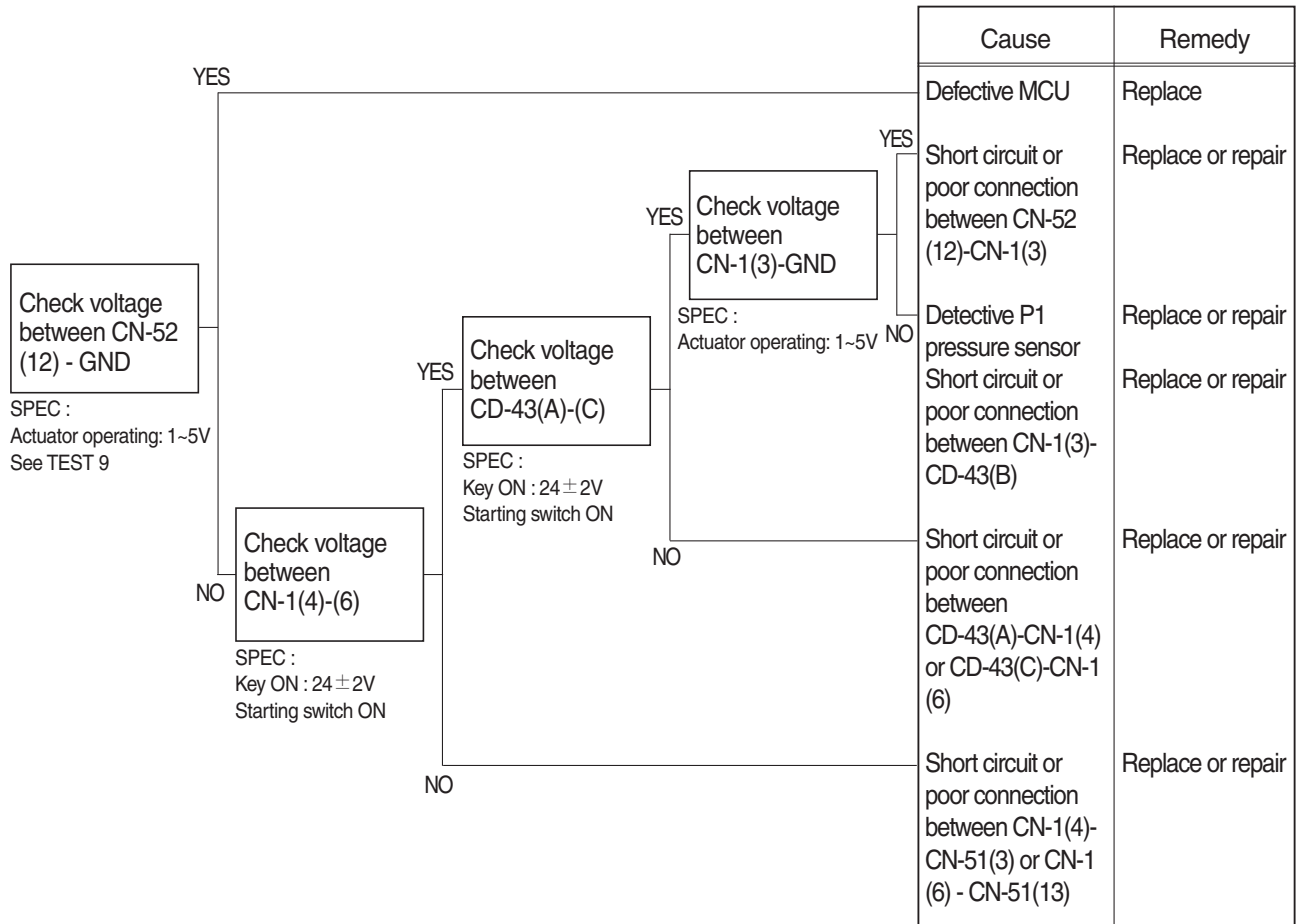 Cause
Remedy
YES
Defective MCU
Replace
YES
Short circuit or
poor connection
between CN-52
(12)-CN-1(3)
Replace or repair
YES
Check voltage
between
CN-1(3)-GND
SPEC :
Actuator operating: 1~5V
NO
Detective P1
pressure sensor
Replace or repair
Short circuit or
poor connection
between CN-1(3)-
CD-43(B)
Replace or repair
Check voltage
between CN-52
(12) - GND
SPEC :
Actuator operating: 1~5V
See TEST 9
YES
Check voltage
between
CD-43(A)-(C)
SPEC :
Key ON : 24±2V
Starting switch ON
NO
Short circuit or
poor connection
between
CD-43(A)-CN-1(4)
or CD-43(C)-CN-1
(6)
Replace or repair
NO
Check voltage
between
CN-1(4)-(6)
SPEC :
Key ON : 24±2V
Starting switch ON
NO
Short circuit or
poor connection
between CN-1(4)-
CN-51(3) or CN-1
(6) - CN-51(13)
Replace or repair